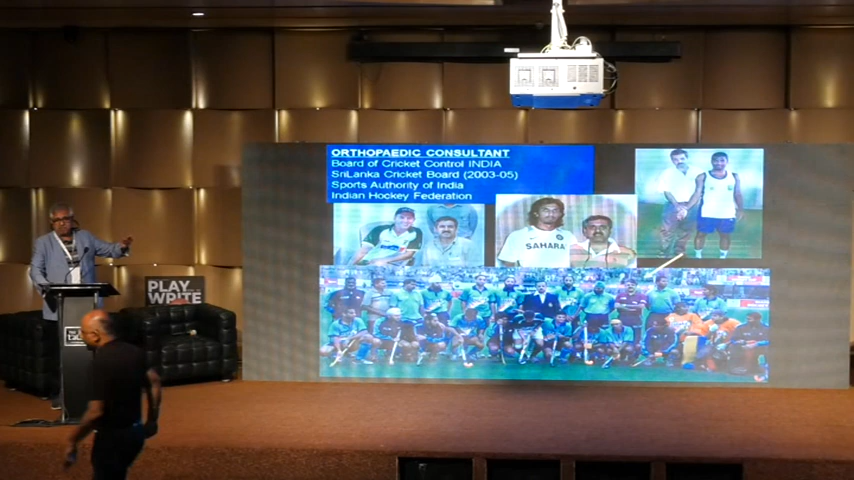 ORTHOPAEDIC CONSULTANT
Board of Cricket Control INDIA
SriLanka Cricket Board (2003-05)
Sports Authority of India
Indian Hockey Federation
SAHARA
PLAY
WRITE